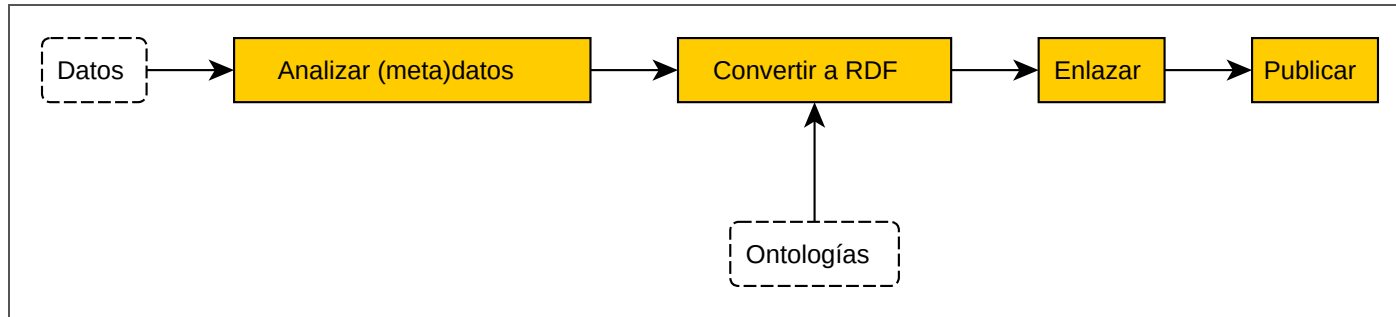 Datos
Analizar (meta)datos
Convertir a RDF
Enlazar
Publicar
Ontologías